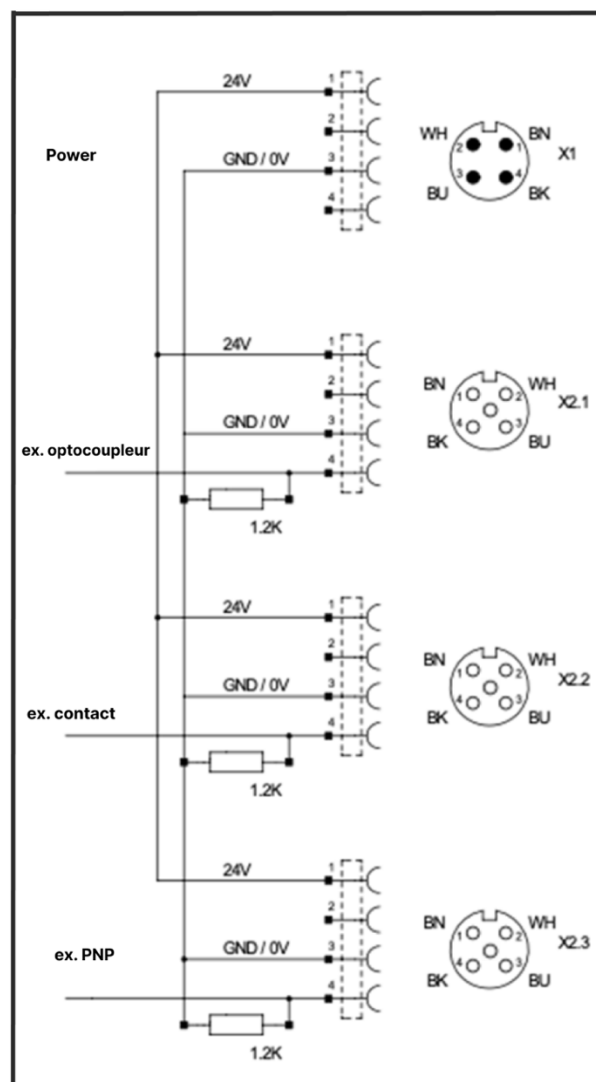 1
24V
2
Power
GND / 0V
3
4
WH BN
2 1
X1
3 4
BU BK
1
24V
2
GND / 0V
3
ex. optocoupleur
4
1.2K
BN WH
1 2
X2.1
4 3
BK BU
1
24V
2
GND / 0V
3
ex. contact
4
1.2K
BN WH
1 2
X2.2
4 3
BK BU
1
24V
2
ex. PNP
GND / 0V
3
4
1.2K
BN WH
1 2
X2.3
4 3
BK BU